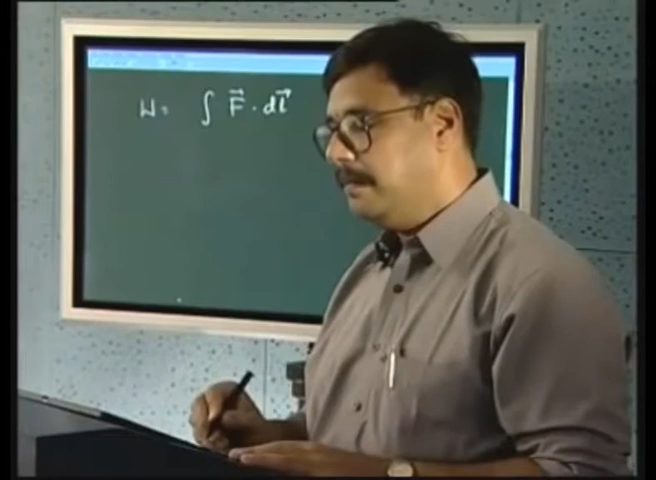 W = ∫ F⃗ · dl⃗